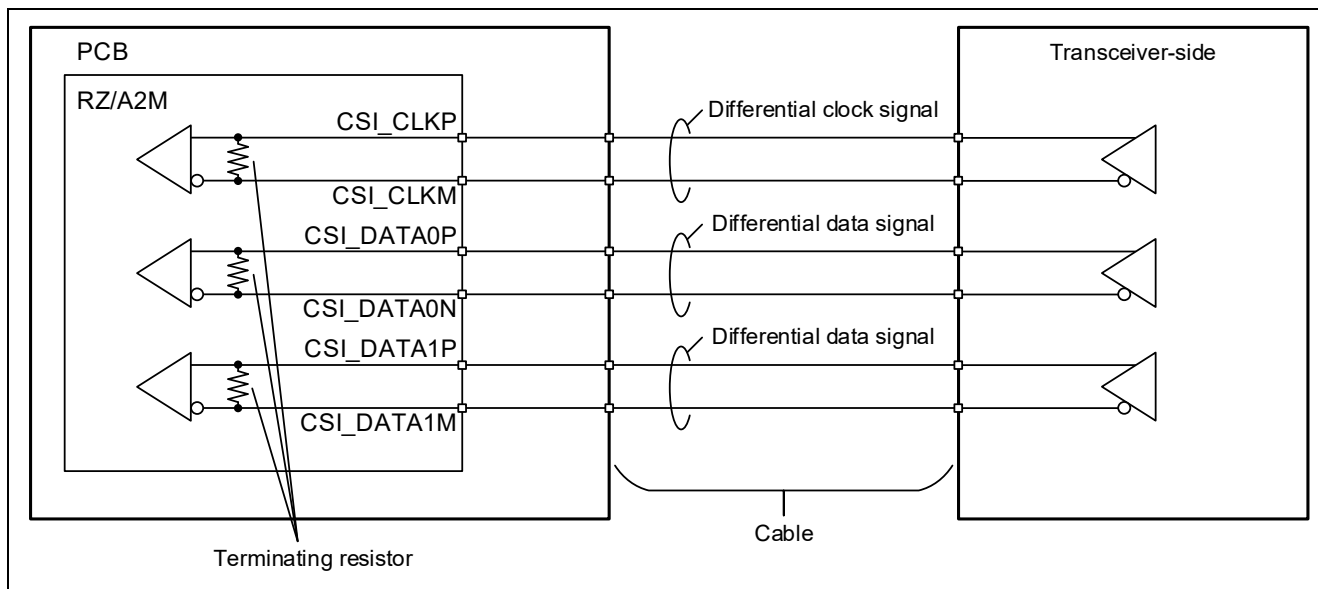 PCB
Transceiver-side
RZ/A2M
CSI_CLKP
Differential clock signal
CSI_CLKM
CSI_DATA0P
Differential data signal
CSI_DATA0N
CSI_DATA1P
Differential data signal
CSI_DATA1M
Cable
Terminating resistor